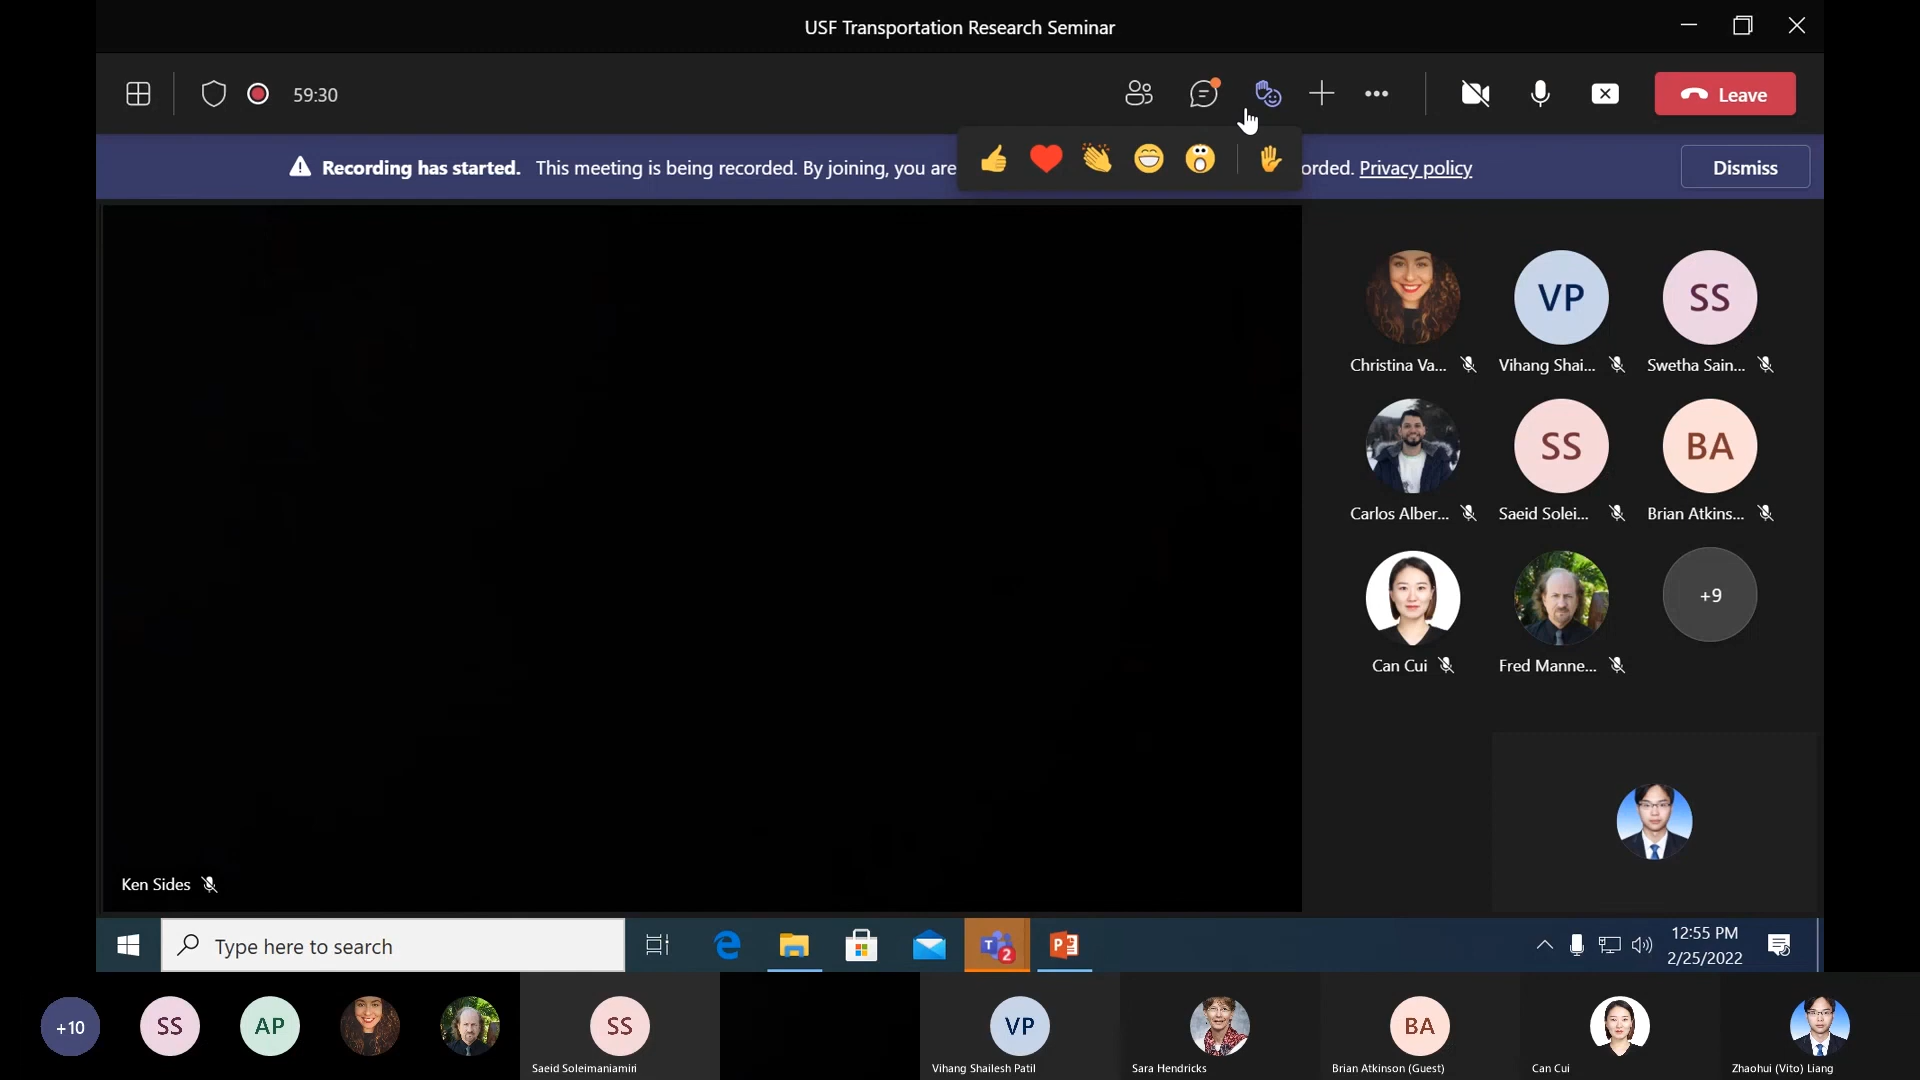 USF Transportation Research Seminar
59:30
Leave
Recording has started. This meeting is being recorded. By joining, you are
orded. Privacy policy
Dismiss
VP
SS
Christina Va...
Vihang Shai...
Swetha Sain...
SS
BA
Carlos Alber...
Saeid Solei...
Brian Atkins...
+9
Can Cui
Fred Manne...
Ken Sides
Type here to search
T
2
P
12:55 PM
2/25/2022
+10
SS
AP
SS
VP
BA
Saeid Soleimaniamiri
Vihang Shailesh Patil
Sara Hendricks
Brian Atkinson (Guest)
Can Cui
Zhaohui (Vito) Liang